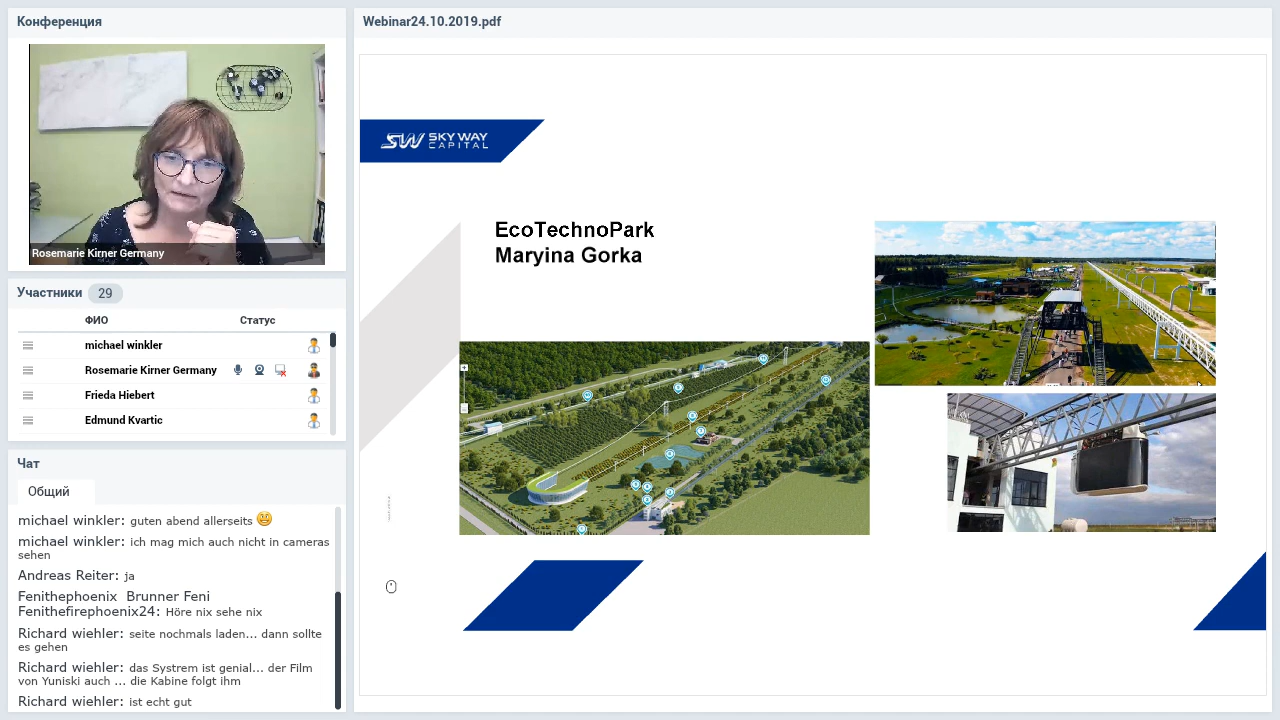 Конференция
Rosemarie Kirner Germany
Участники 29
ФИО Статус
michael winkler
Rosemarie Kirner Germany
Frieda Hiebert
Edmund Kvartic
Чат
Общий
michael winkler: guten abend allerseits
michael winkler: ich mag mich auch nicht in cameras
sehen
Andreas Reiter: ja
Fenithephoenix Brunner Feni
Fenithefirephoenix24: Höre nix sehe nix
Richard wiehler: seite nochmals laden... dann sollte
es gehen
Richard wiehler: das Systrem ist genial... der Film
von Yuniski auch ... die Kabine folgt ihm
Richard wiehler: ist echt gut
Webinar24.10.2019.pdf
SW SKYWAY
CAPITAL
EcoTechnoPark
Maryina Gorka